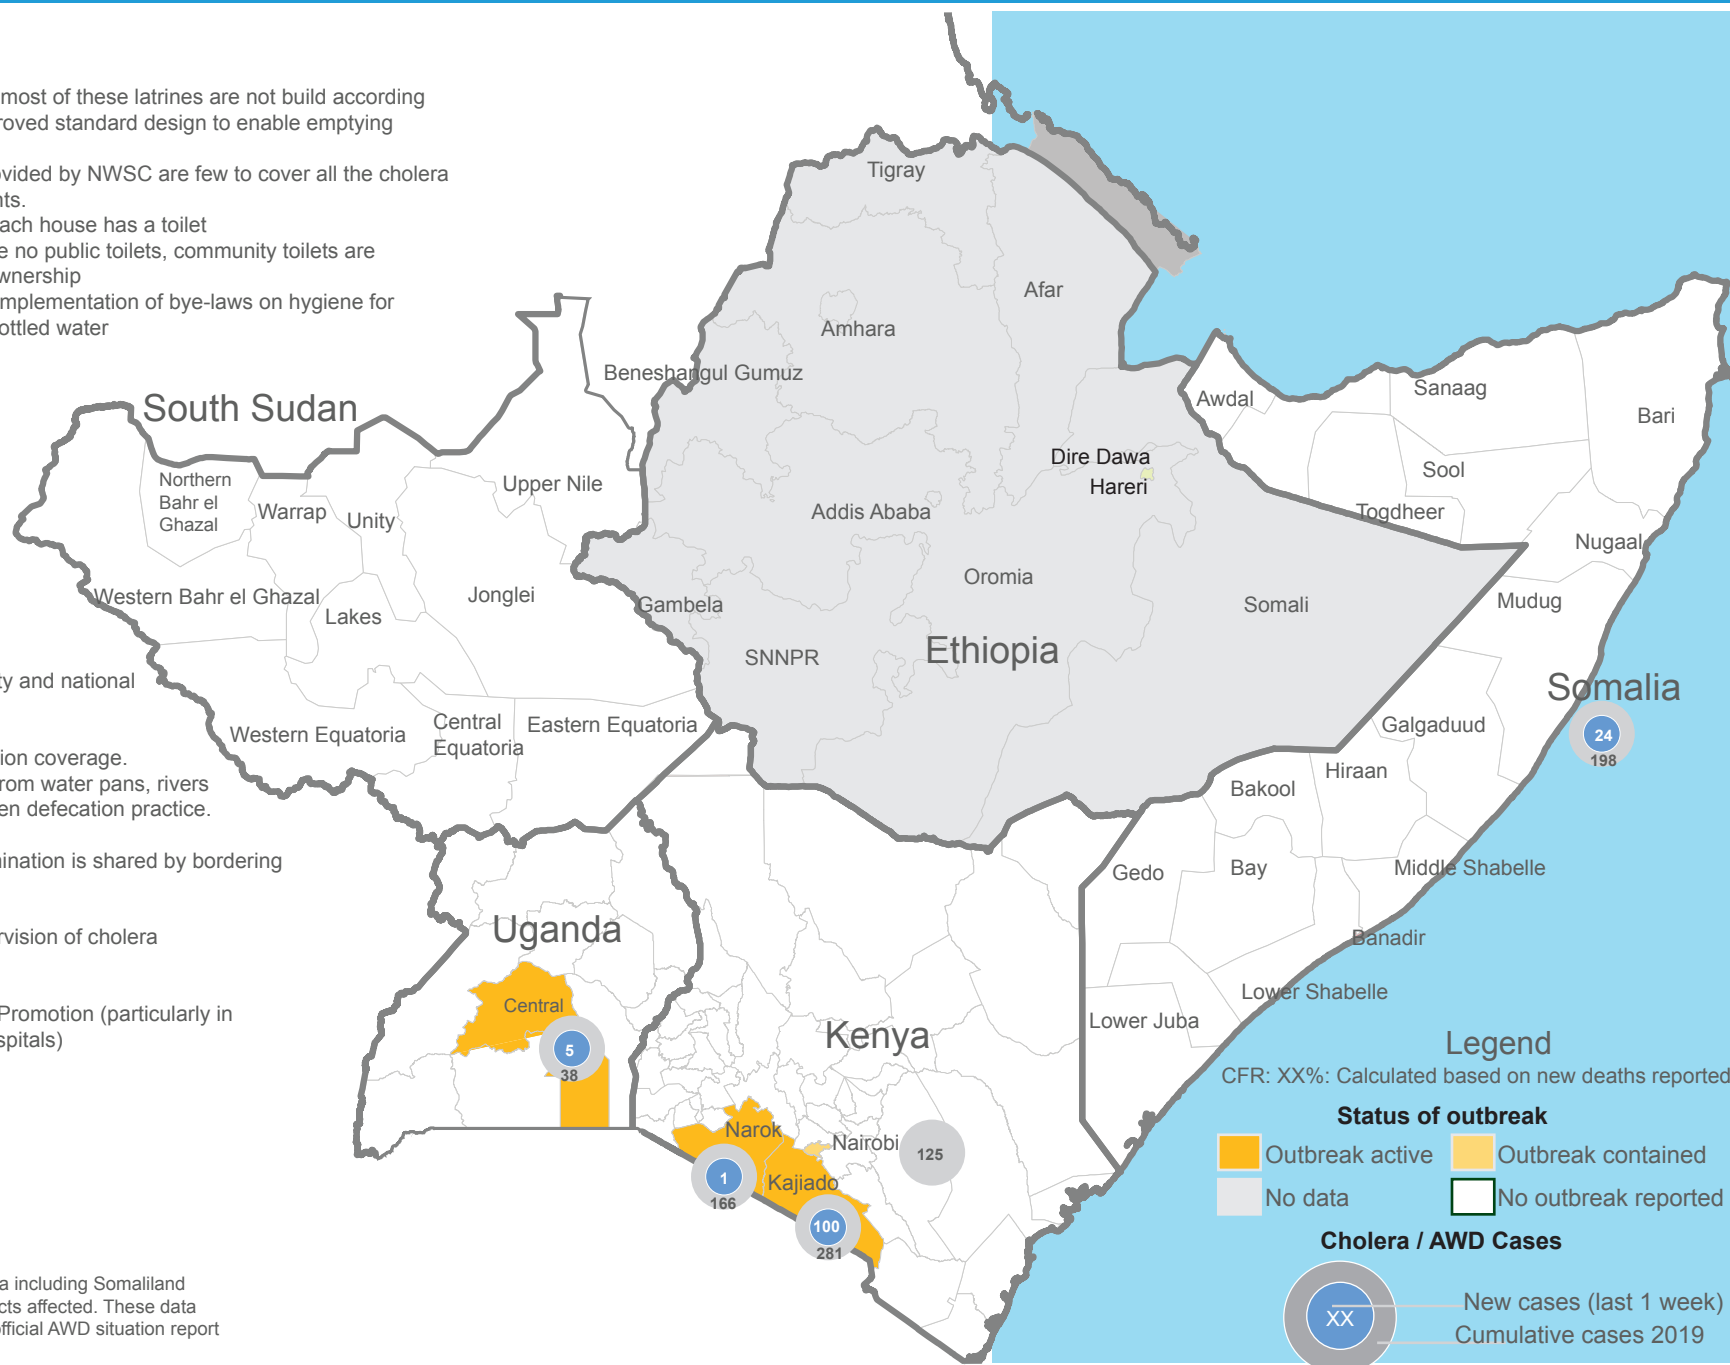 most of these latrines are not build according
roved standard design to enable emptying
ovided by NWSC are few to cover all the cholera
nts.
ach house has a toilet
e no public toilets, community toilets are
wnership
implementation of bye-laws on hygiene for
ottled water
ty and national
ion coverage.
rom water pans, rivers
en defecation practice.
nination is shared by bordering
rvision of cholera
Promotion (particularly in
spitals)
a including Somaliland
cts affected. These data
official AWD situation report
South Sudan
Northern
Bahr el
Ghazal
Warrap
Unity
Upper Nile
Western Bahr el Ghazal
Lakes
Jonglei
Western Equatoria
Central
Equatoria
Eastern Equatoria
Tigray
Afar
Amhara
Beneshangul Gumuz
Dire Dawa
Hareri
Addis Ababa
Oromia
Gambela
SNNPR
Ethiopia
Somali
Awdal
Sanaag
Bari
Sool
Togdheer
Nugaal
Mudug
Somalia
24
198
Galgaduud
Hiraan
Bakool
Gedo
Bay
Middle Shabelle
Banadir
Lower Shabelle
Lower Juba
Uganda
Central
5
38
Kenya
Narok
Nairobi
125
1
166
Kajiado
100
281
Legend
CFR: XX%: Calculated based on new deaths reported
Status of outbreak
Outbreak active
Outbreak contained
No data
No outbreak reported
Cholera / AWD Cases
XX
New cases (last 1 week)
Cumulative cases 2019